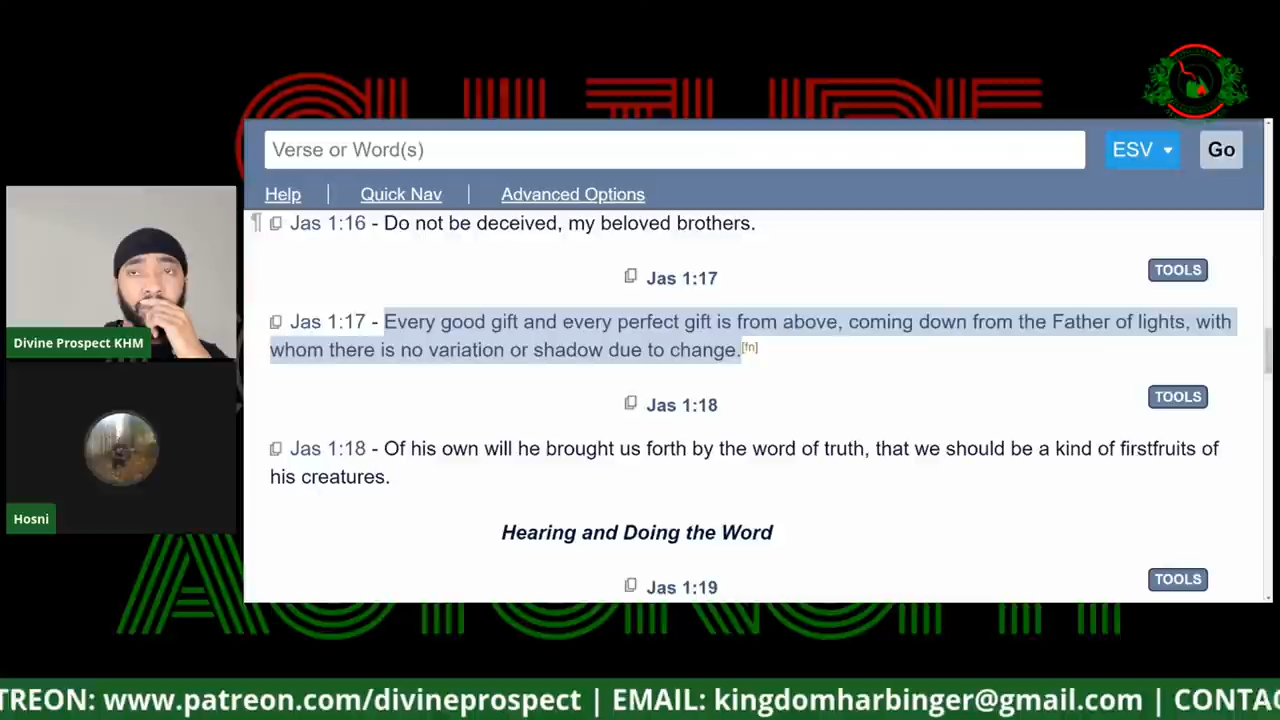 Verse or Word(s)
ESV
Go
Help | Quick Nav | Advanced Options
¶ Jas 1:16 - Do not be deceived, my beloved brothers.
Jas 1:17
TOOLS
Jas 1:17 - Every good gift and every perfect gift is from above, coming down from the Father of lights, with
whom there is no variation or shadow due to change.[fn]
Jas 1:18
TOOLS
Jas 1:18 - Of his own will he brought us forth by the word of truth, that we should be a kind of firstfruits of
his creatures.
Hearing and Doing the Word
Jas 1:19
TOOLS
Divine Prospect KHM
Hosni
TREON: www.patreon.com/divineprospect | EMAIL: kingdomharbinger@gmail.com | CONTAC